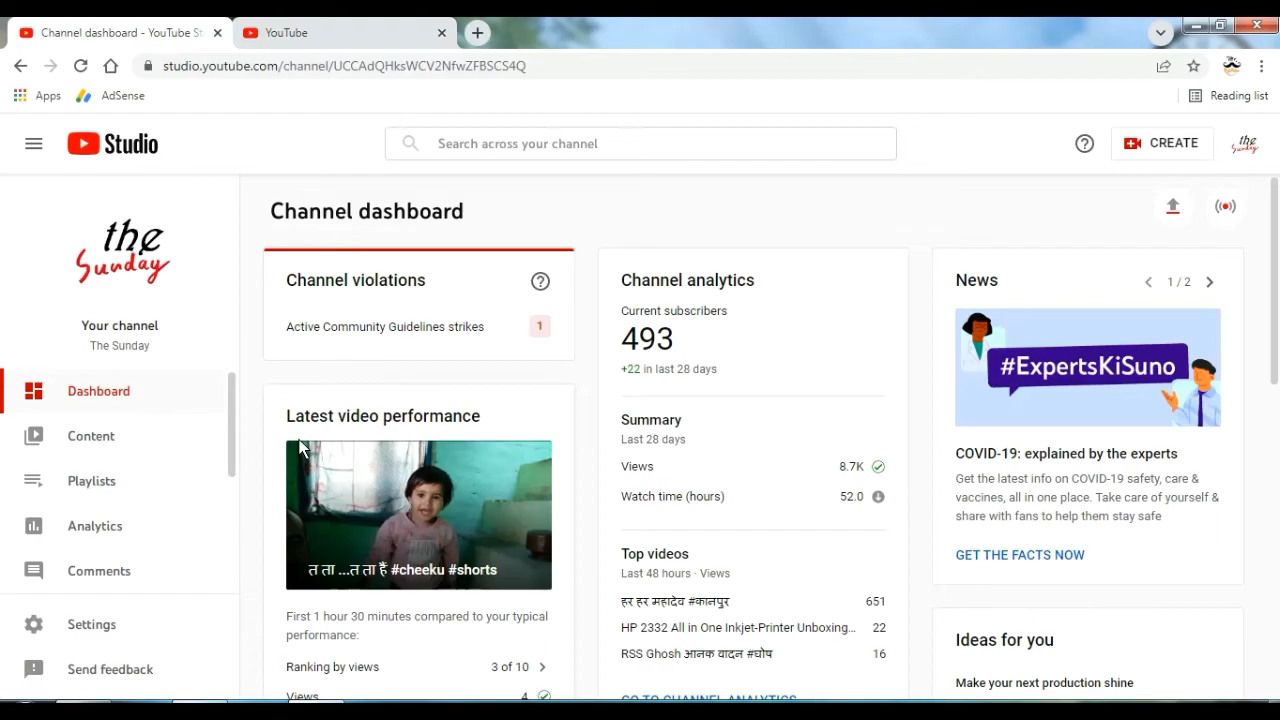 Channel dashboard - YouTube St
YouTube
studio.youtube.com/channel/UCCAdQHksWCV2NfwZFBSCS4Q
Apps
AdSense
Reading list
Studio
Search across your channel
CREATE
the
Sunday
the
Sunday
Your channel
The Sunday
Dashboard
Content
Playlists
Analytics
Comments
Settings
Send feedback
Channel dashboard
Channel violations
Active Community Guidelines strikes 1
Latest video performance
त ता ...त ता हैं #cheeku #shorts
First 1 hour 30 minutes compared to your typical
performance:
Ranking by views 3 of 10
Views 4
Channel analytics
Current subscribers
493
+22 in last 28 days
Summary
Last 28 days
Views 8.7K
Watch time (hours) 52.0
Top videos
Last 48 hours · Views
हर हर महादेव #कानपुर 651
HP 2332 All in One Inkjet-Printer Unboxing... 22
RSS Ghosh आनक वादन #घोष 16
GO TO CHANNEL ANALYTICS
News
1 / 2
#ExpertsKiSuno
COVID-19: explained by the experts
Get the latest info on COVID-19 safety, care &
vaccines, all in one place. Take care of yourself &
share with fans to help them stay safe
GET THE FACTS NOW
Ideas for you
Make your next production shine